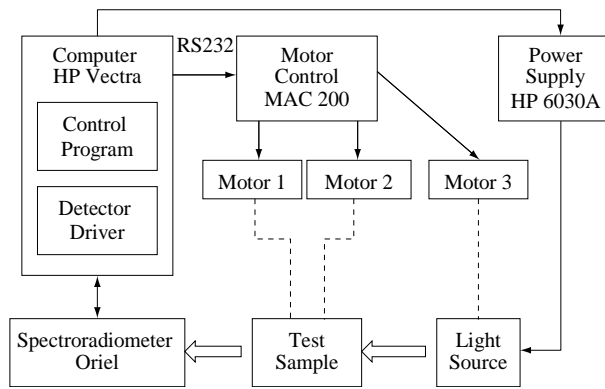 Computer
HP Vectra
RS232
Motor
Control
MAC 200
Power
Supply
HP 6030A
Control
Program
Detector
Driver
Motor 1
Motor 2
Motor 3
Spectroradiometer
Oriel
Test
Sample
Light
Source